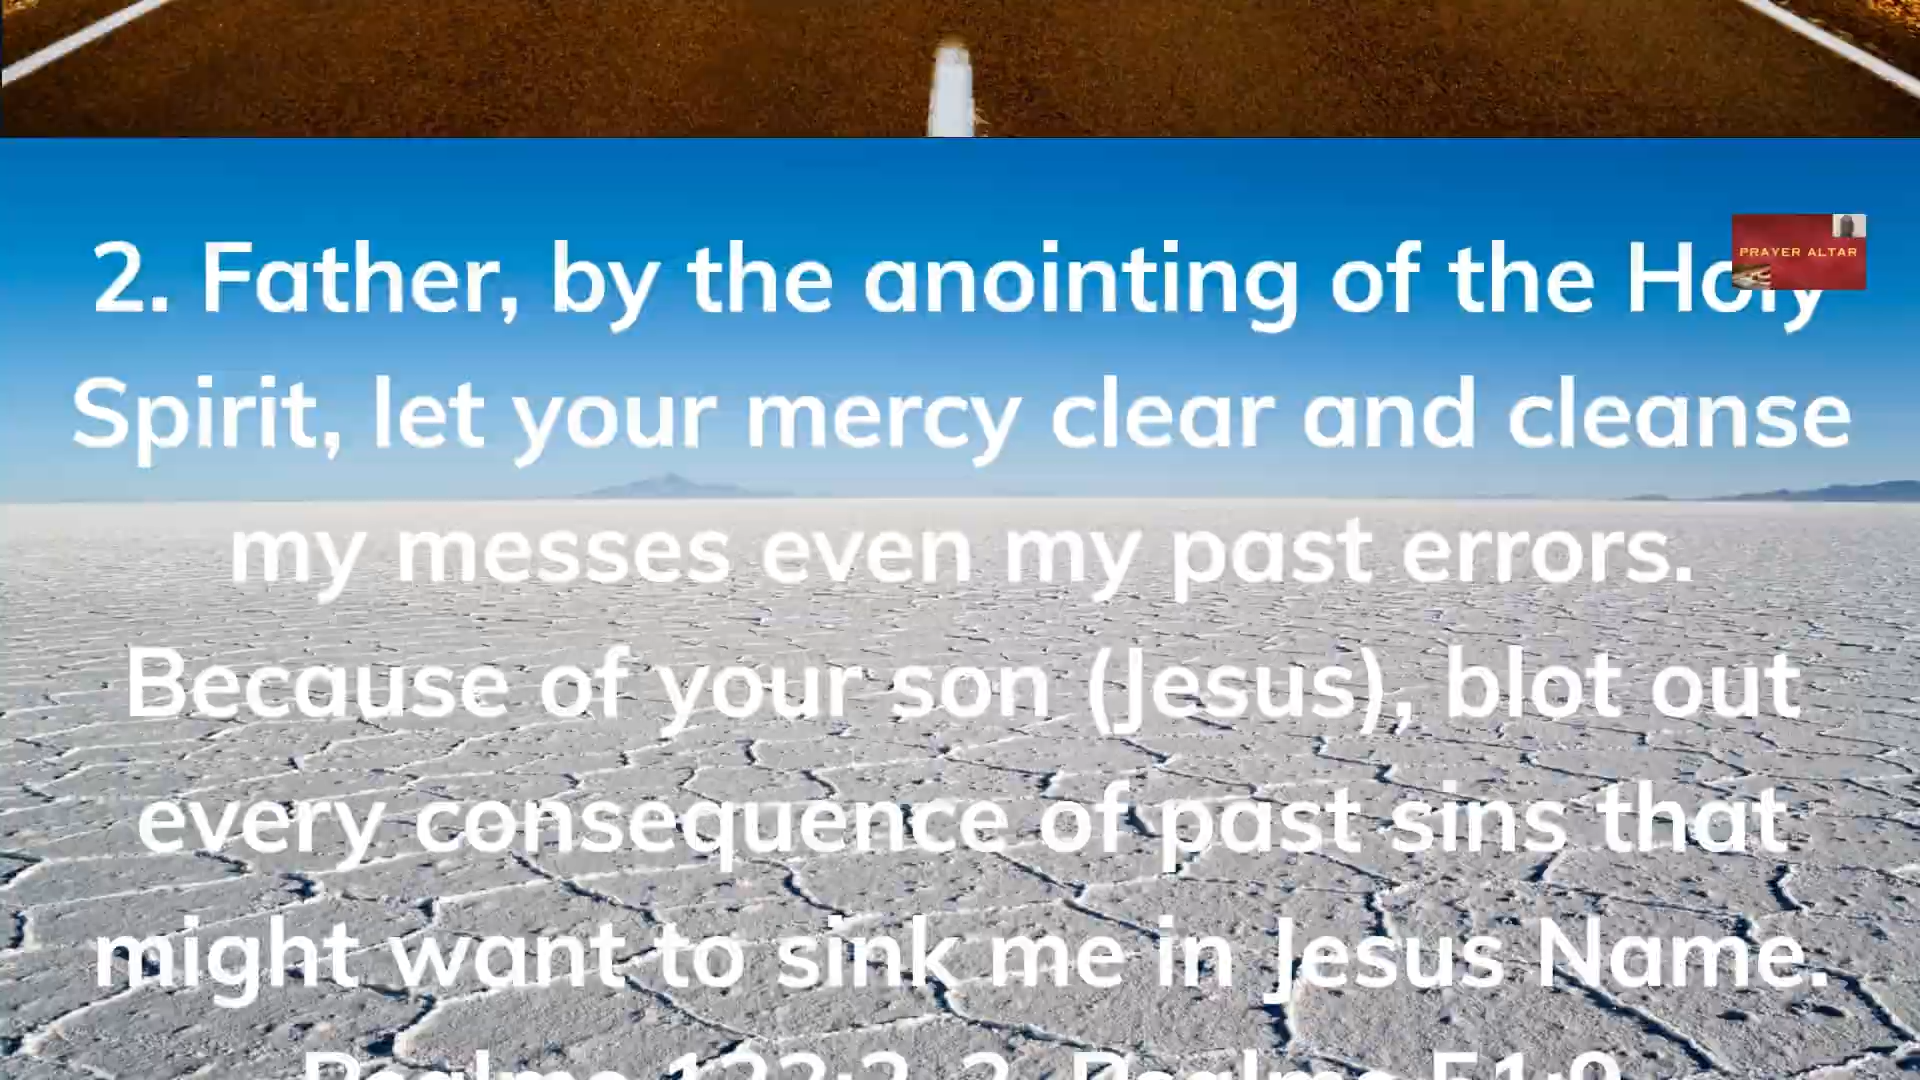 2. Father, by the anointing of the Holy
PRAYER ALTAR
Spirit, let your mercy clear and cleanse
my messes even my past errors.
Because of your son (Jesus), blot out
every consequence of past sins that
might want to sink me in Jesus Name.